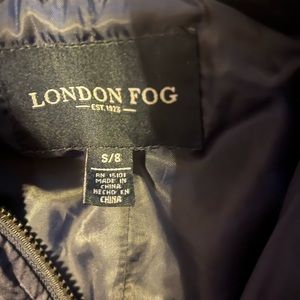 LONDON FOG
EST. 1923
S/8
RN 15101
MADE IN
CHINA
HECHO EN
CHINA